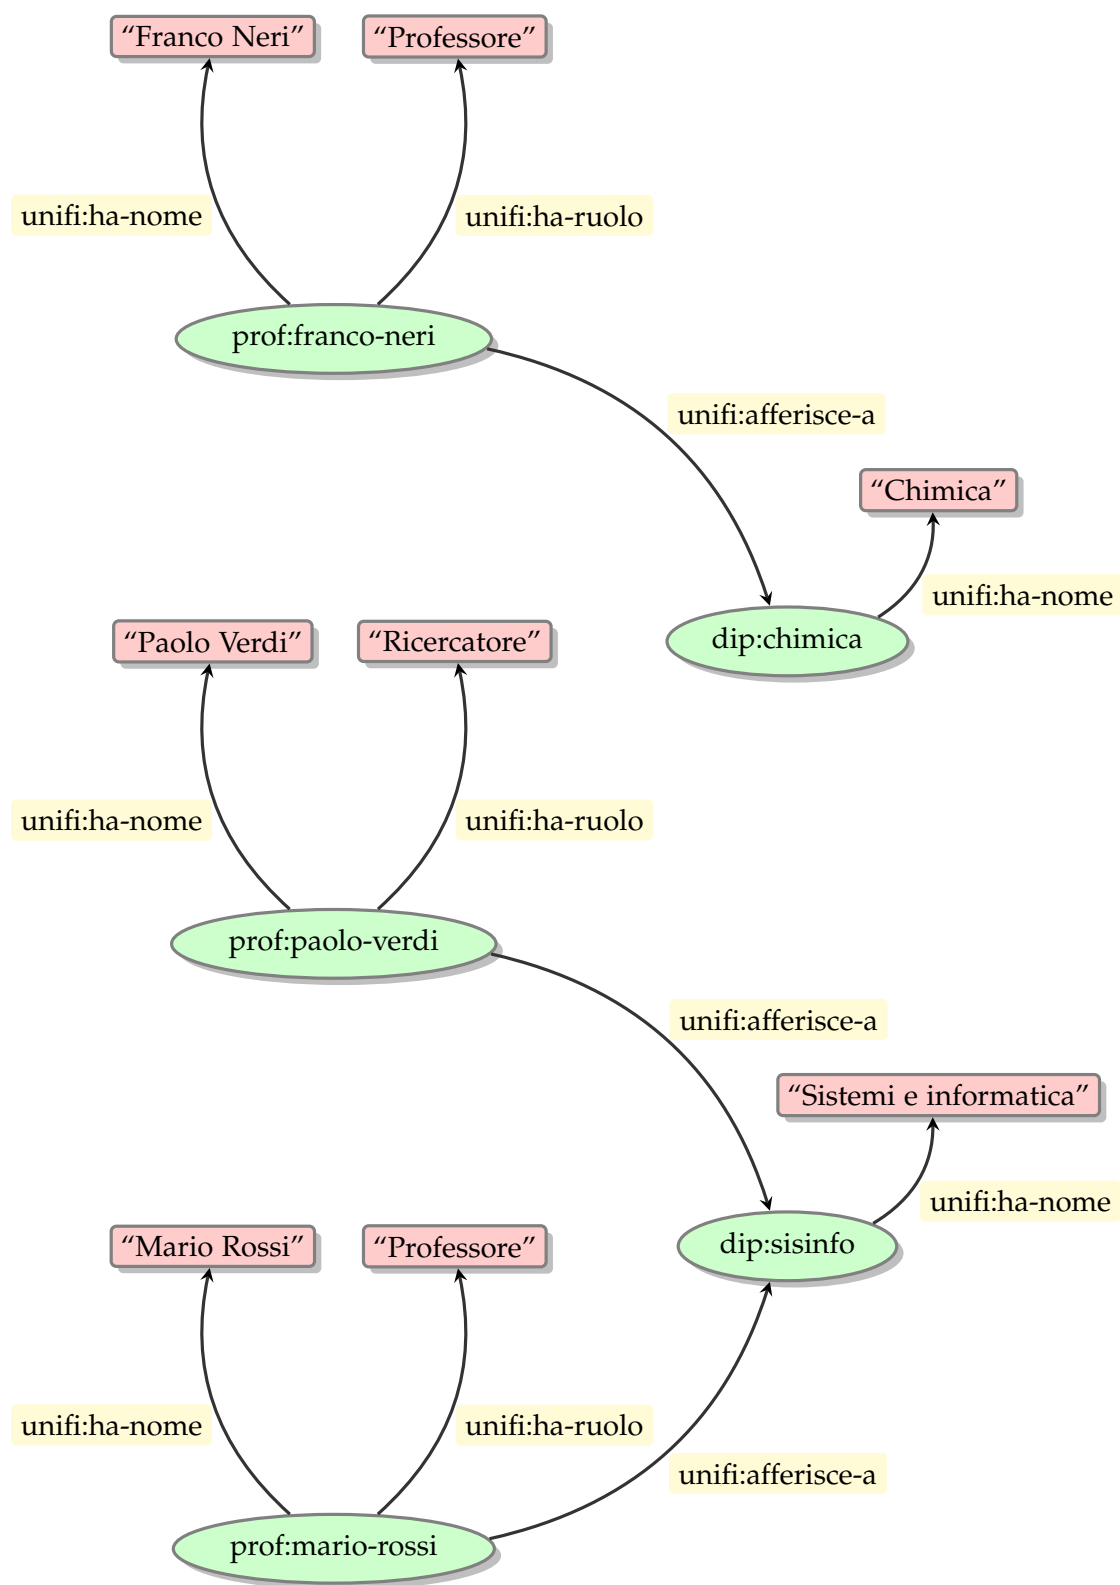 “Franco Neri”
“Professore”
unifi:ha-nome
unifi:ha-ruolo
prof:franco-neri
unifi:afferisce-a
“Chimica”
unifi:ha-nome
dip:chimica
“Paolo Verdi”
“Ricercatore”
unifi:ha-nome
unifi:ha-ruolo
prof:paolo-verdi
unifi:afferisce-a
“Sistemi e informatica”
unifi:ha-nome
dip:sisinfo
“Mario Rossi”
“Professore”
unifi:ha-nome
unifi:ha-ruolo
unifi:afferisce-a
prof:mario-rossi